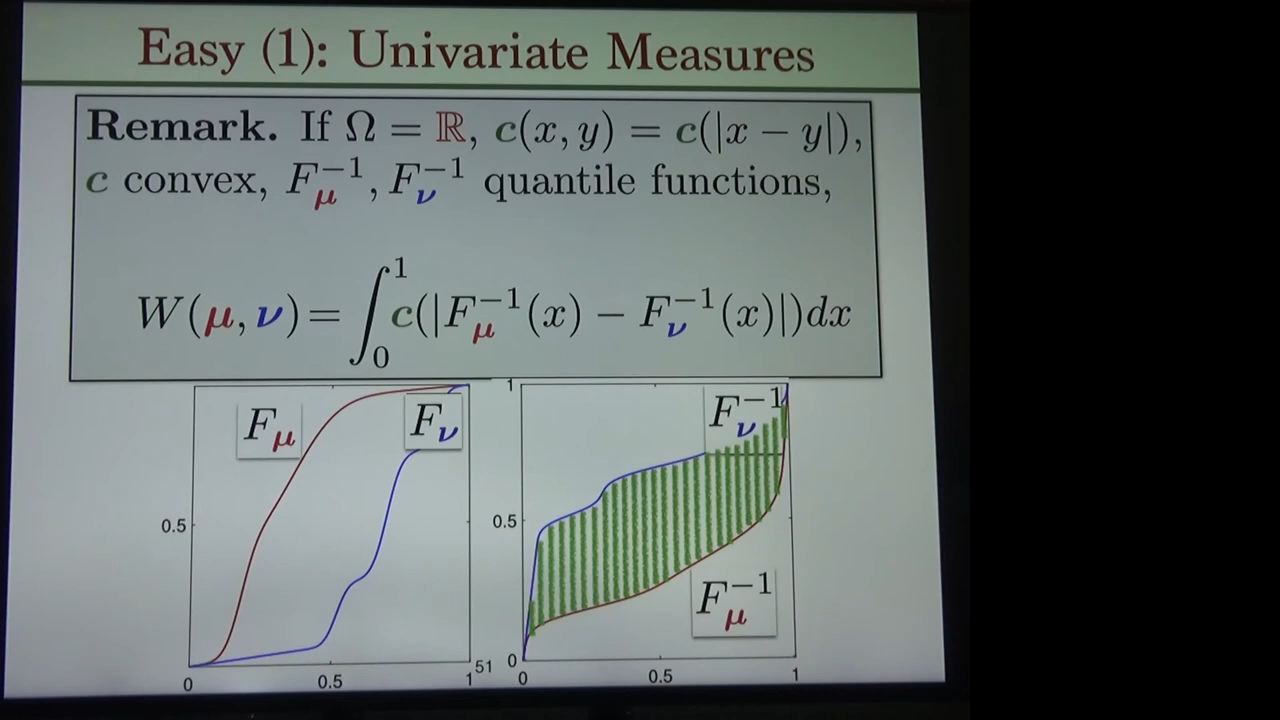 Easy (1): Univariate Measures
Remark. If Ω = ℝ, c(x, y) = c(|x − y|),
c convex, F_μ^{-1}, F_ν^{-1} quantile functions,
W(μ, ν) = ∫_0^1 c(|F_μ^{-1}(x) − F_ν^{-1}(x)|)dx
F_μ
F_ν
0.5
0
0.5
1
51
1
F_ν^{-1}
0.5
F_μ^{-1}
0
0
0.5
1